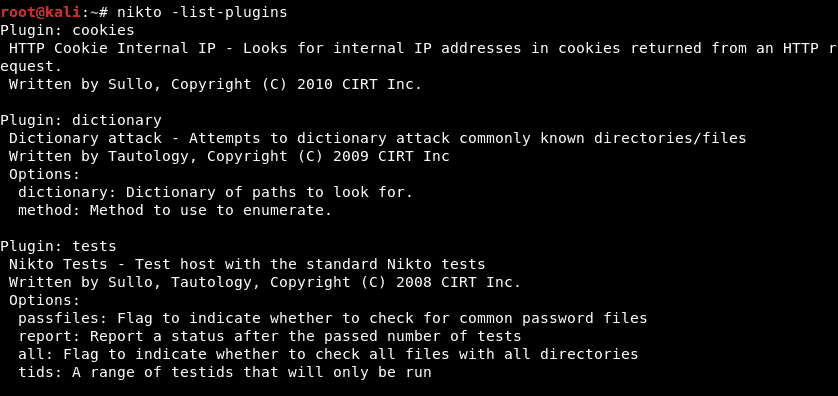 root@kali:~# nikto -list-plugins
Plugin: cookies
 HTTP Cookie Internal IP - Looks for internal IP addresses in cookies returned from an HTTP r
equest.
 Written by Sullo, Copyright (C) 2010 CIRT Inc.

Plugin: dictionary
 Dictionary attack - Attempts to dictionary attack commonly known directories/files
 Written by Tautology, Copyright (C) 2009 CIRT Inc
 Options:
  dictionary: Dictionary of paths to look for.
  method: Method to use to enumerate.

Plugin: tests
 Nikto Tests - Test host with the standard Nikto tests
 Written by Sullo, Tautology, Copyright (C) 2008 CIRT Inc.
 Options:
  passfiles: Flag to indicate whether to check for common password files
  report: Report a status after the passed number of tests
  all: Flag to indicate whether to check all files with all directories
  tids: A range of testids that will only be run